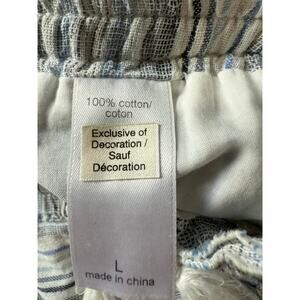 100% cotton/
coton
Exclusive of
Decoration /
Sauf
Décoration
L
made in china